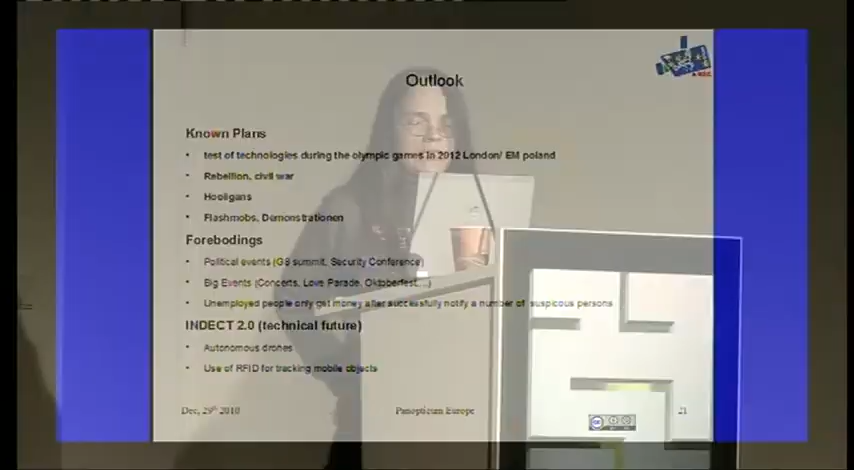 Outlook
Known Plans
• test of technologies during the olympic games in 2012 London/ EM poland
• Rebellion, civil war
• Hooligans
• Flashmobs, Demonstrationen
Forebodings
• Political events (G8 summit, Security Conference)
• Big Events (Concerts, Love Parade, Oktoberfest,...)
• Unemployed people only get money after successfully notify a number of suspicous persons
INDECT 2.0 (technical future)
• Autonomous drones
• Use of RFID for tracking mobile objects
Dec, 29th 2010 Panopticum Europe 21